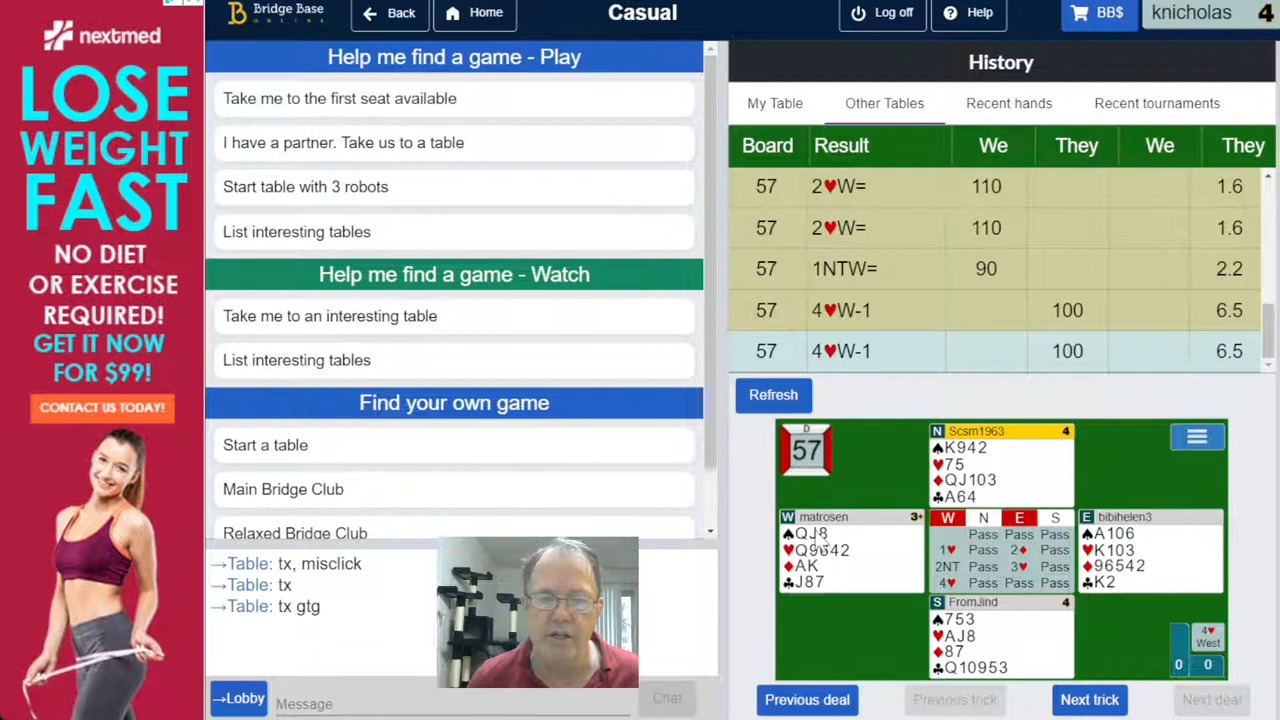 nextmed
LOSE
WEIGHT
FAST
NO DIET
OR EXERCISE
REQUIRED!
GET IT NOW
FOR $99!
CONTACT US TODAY!
Bridge Base
ONLINE
Back
Home
Casual
Log off
Help
BB$
knicholas 4
Help me find a game - Play
Take me to the first seat available
I have a partner. Take us to a table
Start table with 3 robots
List interesting tables
Help me find a game - Watch
Take me to an interesting table
List interesting tables
Find your own game
Start a table
Main Bridge Club
Relaxed Bridge Club
→Table: tx, misclick
→Table: tx
→Table: tx gtg
→Lobby
Message
Chat
History
My Table Other Tables Recent hands Recent tournaments
Board Result We They We They
57 2♥W= 110 1.6
57 2♥W= 110 1.6
57 1NTW= 90 2.2
57 4♥W-1 100 6.5
57 4♥W-1 100 6.5
Refresh
D
57
N Scsm1963 4
♠K942
♥75
♦QJ103
♣A64
W matrosen 3+
♠QJ8
♥Q9642
♦AK
♣J87
W N E S
Pass Pass Pass
1♥ Pass 2♦ Pass
2NT Pass 3♥ Pass
4♥ Pass Pass Pass
E bibihelen3
♠A106
♥K103
♦96542
♣K2
S FromJind 4
♠753
♥AJ8
♦87
♣Q10953
4♥
West
0 0
Previous deal
Previous trick
Next trick
Next deal